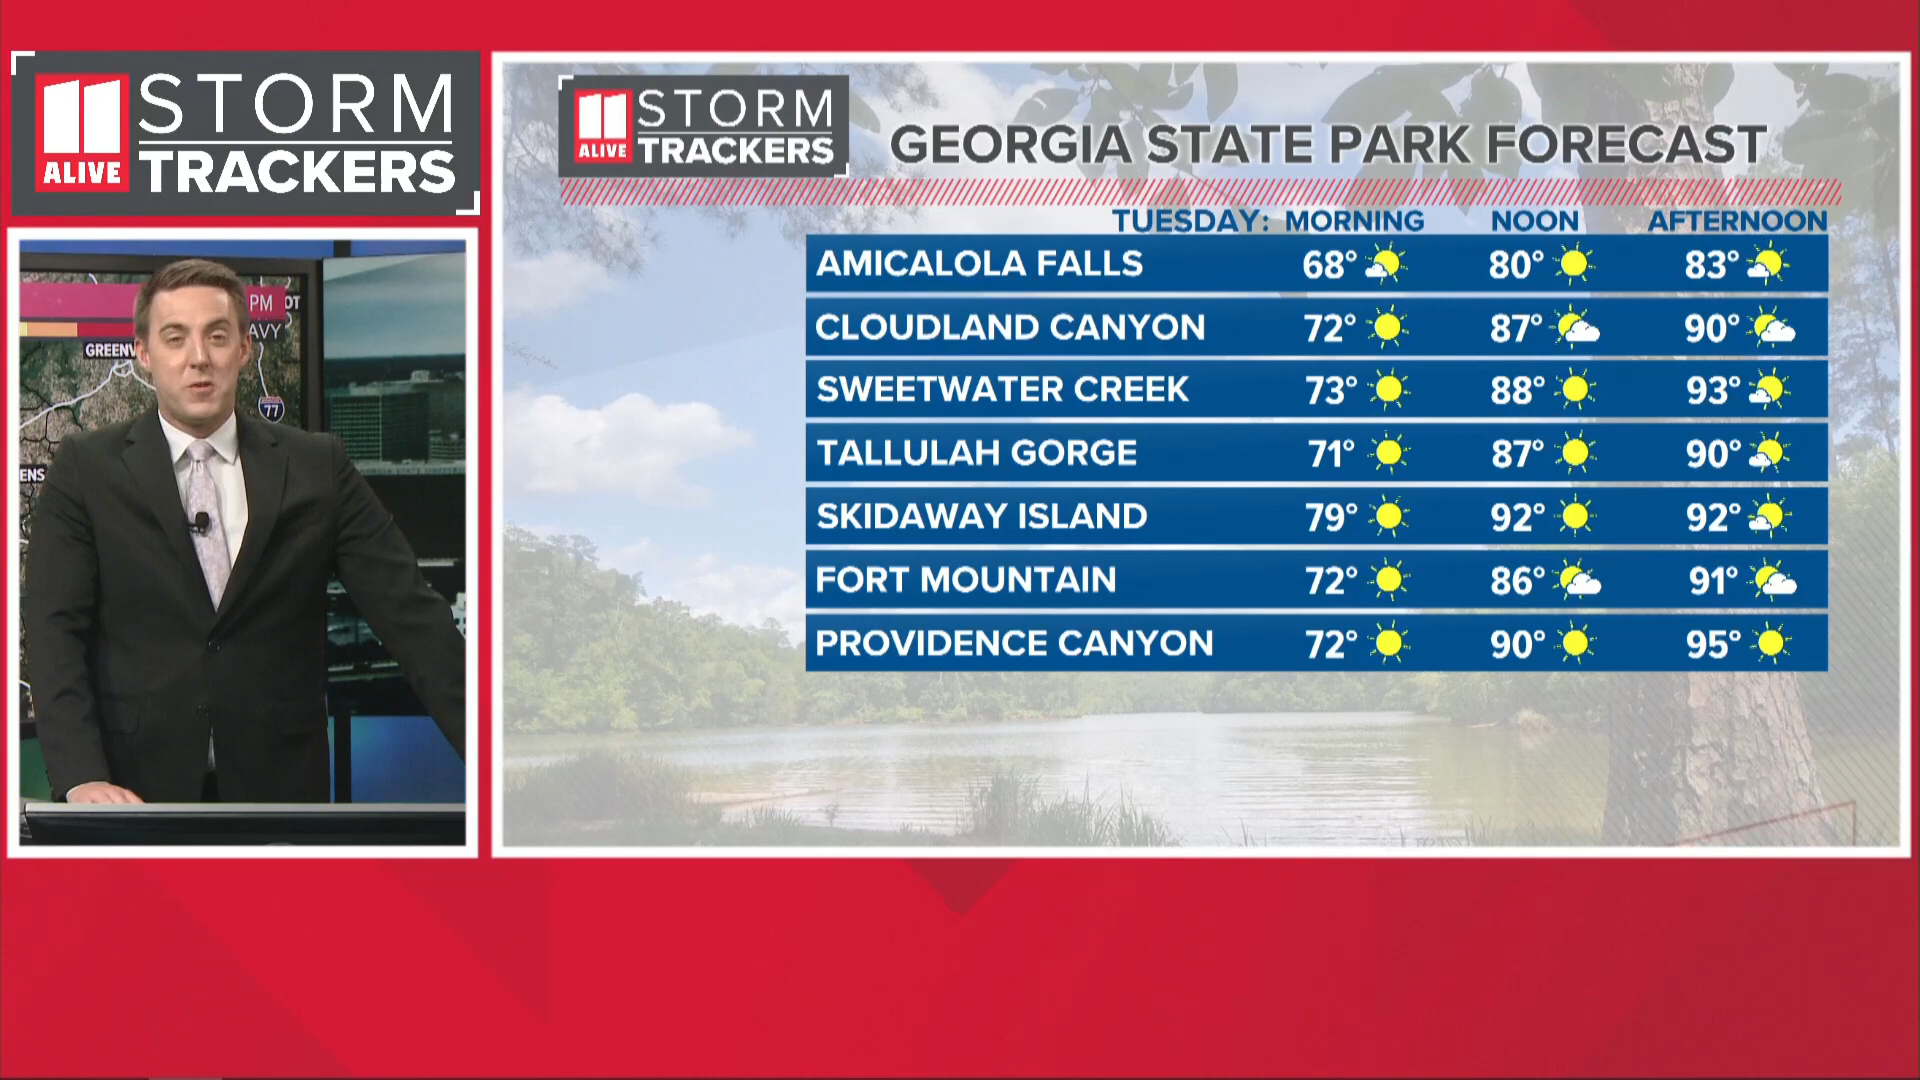 11 ALIVE STORM TRACKERS
PM
OT
AVY
GREENV
77
ENS
11 ALIVE STORM TRACKERS
GEORGIA STATE PARK FORECAST
TUESDAY: MORNING NOON AFTERNOON
AMICALOLA FALLS 68° 80° 83°
CLOUDLAND CANYON 72° 87° 90°
SWEETWATER CREEK 73° 88° 93°
TALLULAH GORGE 71° 87° 90°
SKIDAWAY ISLAND 79° 92° 92°
FORT MOUNTAIN 72° 86° 91°
PROVIDENCE CANYON 72° 90° 95°